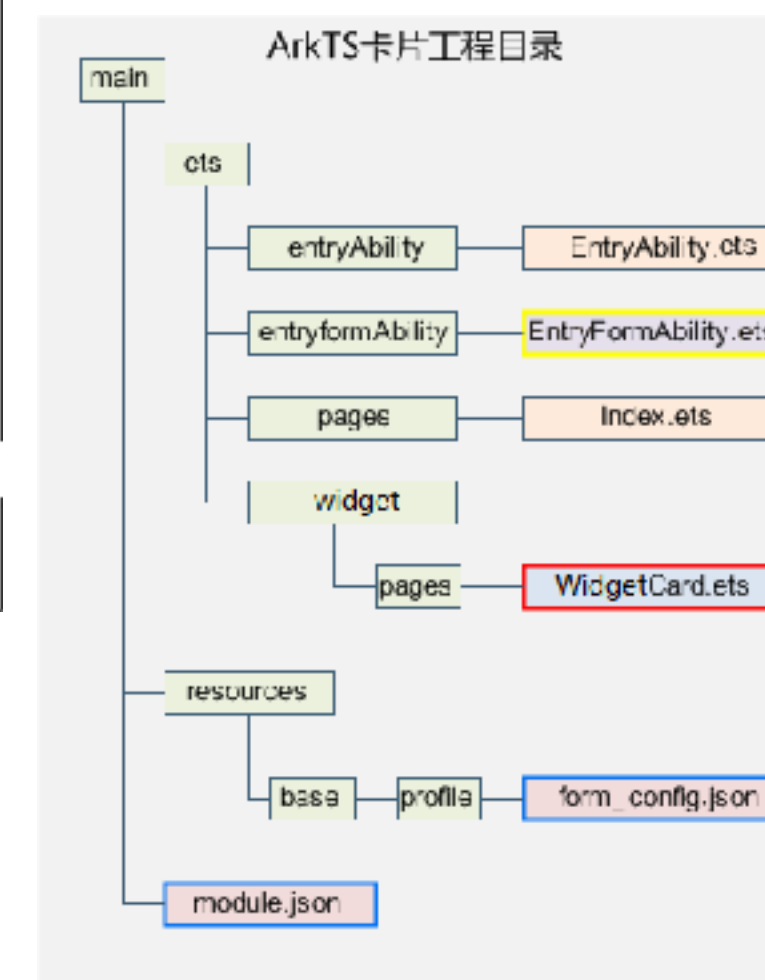 ArkTS卡片工程目录
main
ets
entryAbility
EntryAbility.ets
entryformAbility
EntryFormAbility.ets
pages
Index.ets
widget
pages
WidgetCard.ets
resources
base
profile
form_config.json
module.json